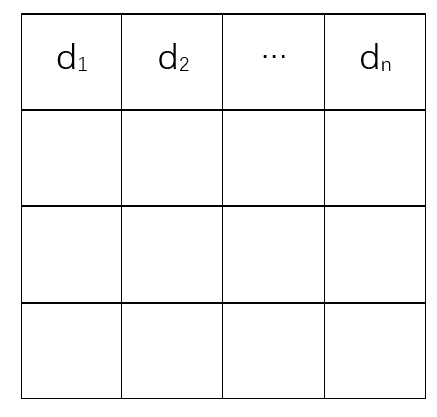 d₁ d₂ ... dₙ